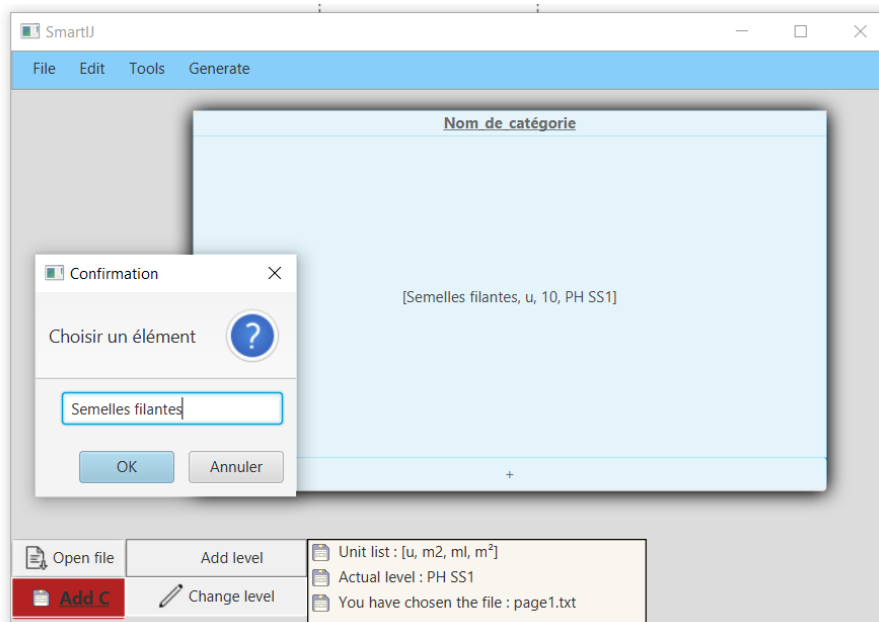 SmartIJ
File Edit Tools Generate
Nom de catégorie
[Semelles filantes, u, 10, PH SS1]
+
Confirmation
Choisir un élément
?
Semelles filantes
OK Annuler
Open file
Add level
Add C
Change level
Unit list : [u, m2, ml, m²]
Actual level : PH SS1
You have chosen the file : page1.txt